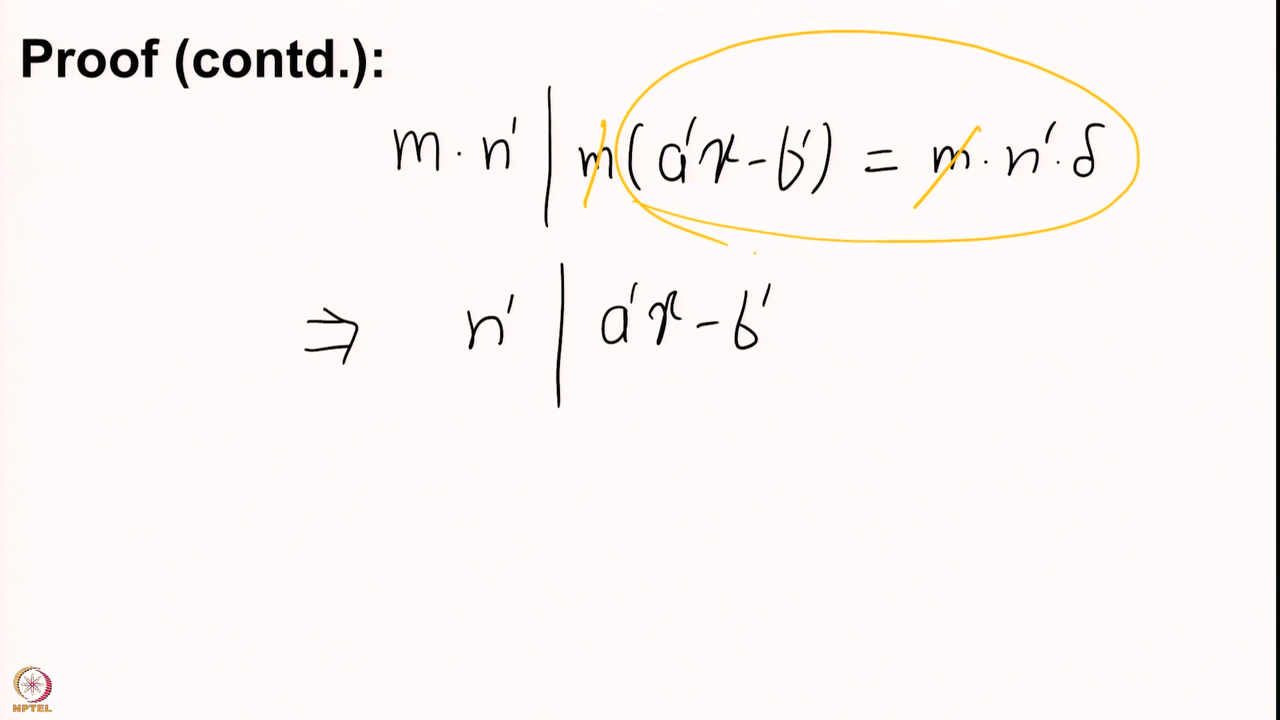 Proof (contd.):
m · n' | m(a'x - b') = m · n' · δ
⇒ n' | a'x - b'
NPTEL